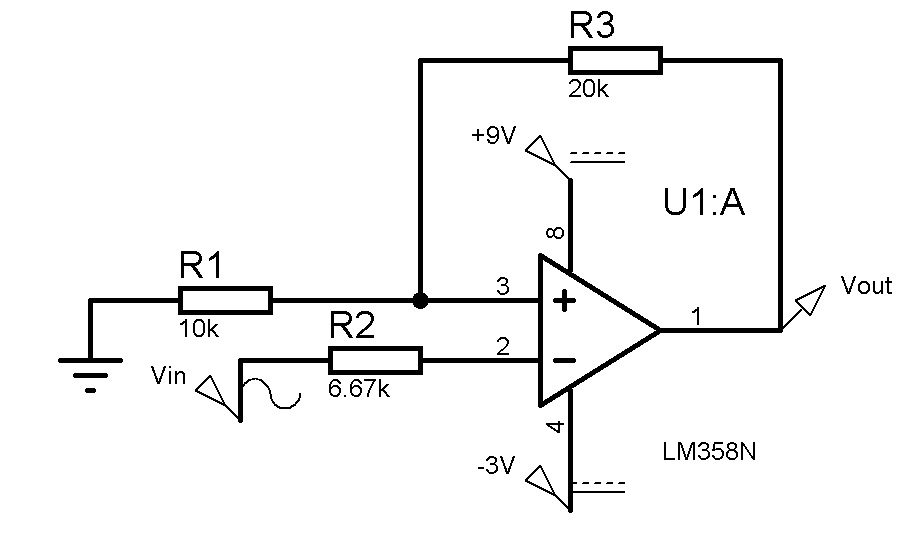 R3
20k
+9V
U1:A
8
R1
3
+
Vout
10k
R2
1
2
−
Vin
6.67k
4
LM358N
-3V